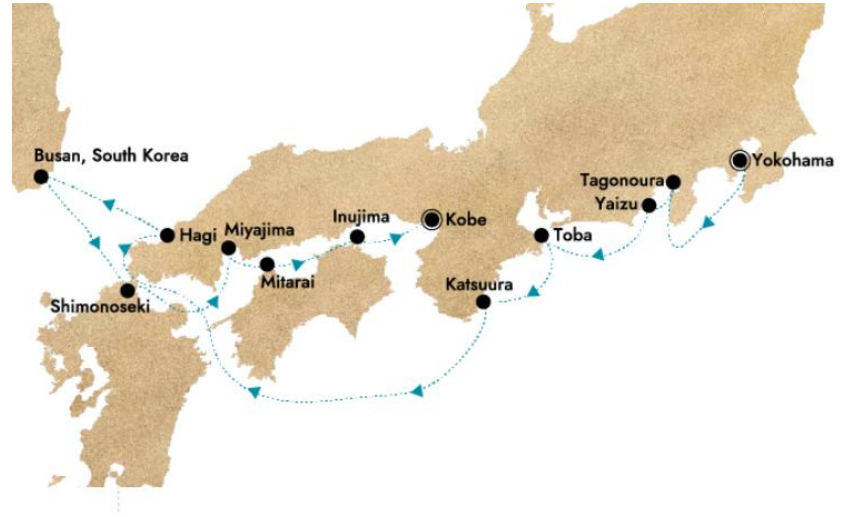 Busan, South Korea
Yokohama
Tagonoura
Yaizu
Inujima
Kobe
Hagi
Miyajima
Toba
Mitarai
Katsuura
Shimonoseki